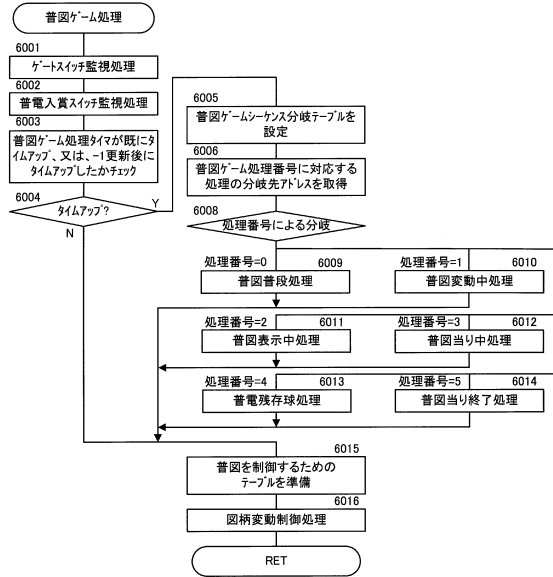 普図ゲーム処理
6001
ゲートスイッチ監視処理
6002
普電入賞スイッチ監視処理
6003
普図ゲーム処理タイマが既にタ
イムアップ、又は、-1更新後に
タイムアップしたかチェック
6004
タイムアップ?
Y
N
6005
普図ゲームシーケンス分岐テーブルを
設定
6006
普図ゲーム処理番号に対応する
処理の分岐先アドレスを取得
6008
処理番号による分岐
処理番号=0
6009
普図普段処理
処理番号=1
6010
普図変動中処理
処理番号=2
6011
普図表示中処理
処理番号=3
6012
普図当り中処理
処理番号=4
6013
普電残存球処理
処理番号=5
6014
普図当り終了処理
6015
普図を制御するための
テーブルを準備
6016
図柄変動制御処理
RET